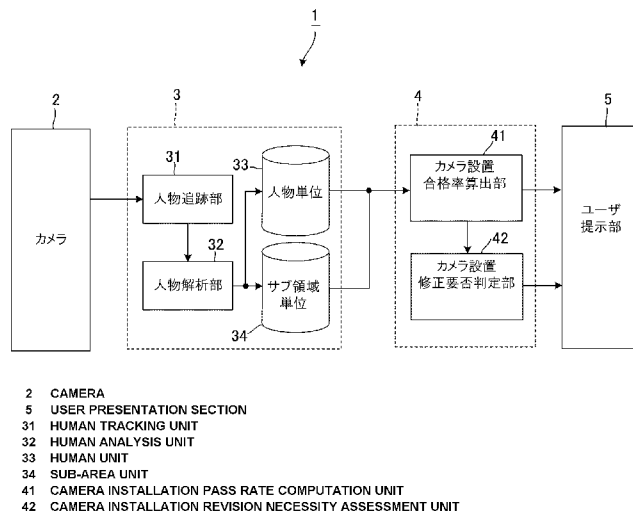 1
2
3
4
5
31
33
41
カメラ設置
合格率算出部
人物追跡部
人物単位
ユーザ
提示部
カメラ
32
42
カメラ設置
修正要否判定部
人物解析部
サブ領域
単位
34
2 CAMERA
5 USER PRESENTATION SECTION
31 HUMAN TRACKING UNIT
32 HUMAN ANALYSIS UNIT
33 HUMAN UNIT
34 SUB-AREA UNIT
41 CAMERA INSTALLATION PASS RATE COMPUTATION UNIT
42 CAMERA INSTALLATION REVISION NECESSITY ASSESSMENT UNIT